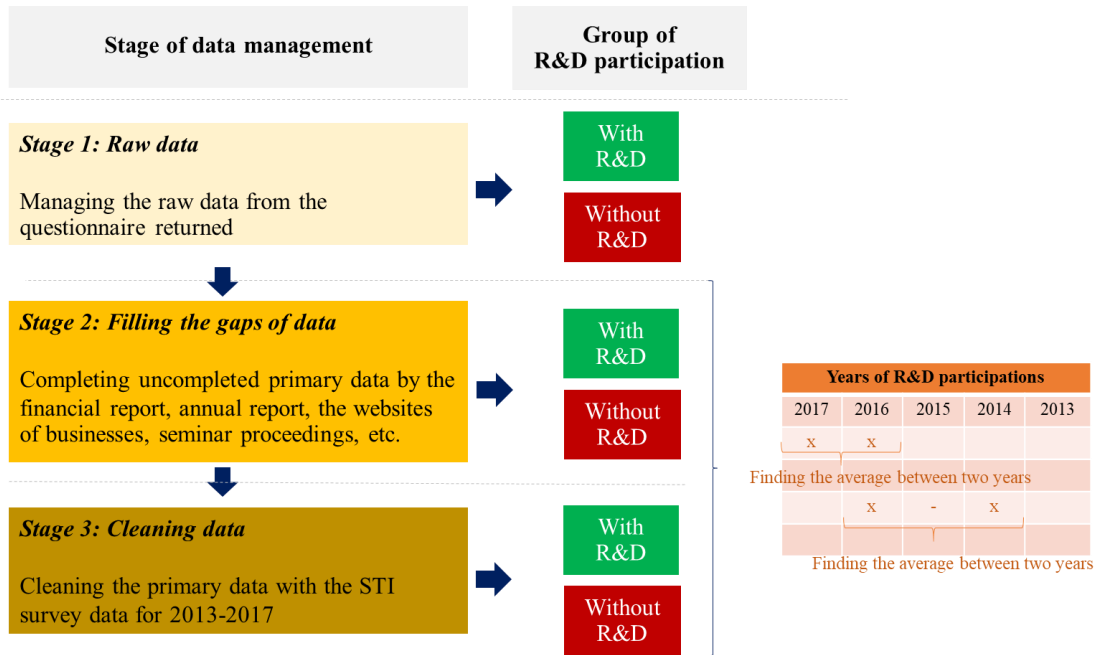 Stage of data management
Group of
R&D participation
Stage 1: Raw data
Managing the raw data from the
questionnaire returned
With
R&D
Without
R&D
Stage 2: Filling the gaps of data
Completing uncompleted primary data by the
financial report, annual report, the websites
of businesses, seminar proceedings, etc.
With
R&D
Without
R&D
Stage 3: Cleaning data
Cleaning the primary data with the STI
survey data for 2013-2017
With
R&D
Without
R&D
Years of R&D participations
2017 2016 2015 2014 2013
x x
Finding the average between two years
x - x
Finding the average between two years